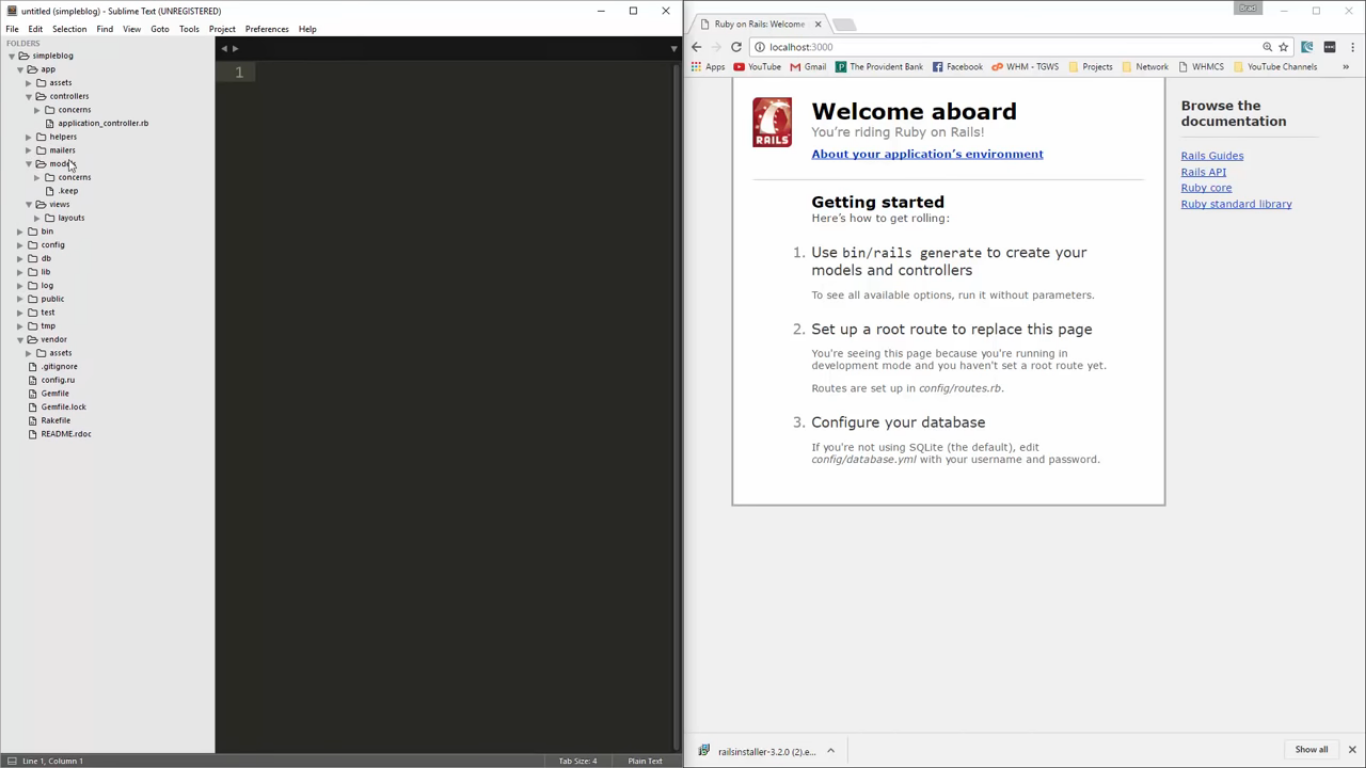 untitled (simpleblog) - Sublime Text (UNREGISTERED)
File Edit Selection Find View Goto Tools Project Preferences Help
FOLDERS
simpleblog
app
assets
controllers
concerns
application_controller.rb
helpers
mailers
models
concerns
.keep
views
layouts
bin
config
db
lib
log
public
test
tmp
vendor
assets
.gitignore
config.ru
Gemfile
Gemfile.lock
Rakefile
README.rdoc
1
Line 1, Column 1
Tab Size: 4
Plain Text
Ruby on Rails: Welcome
Brad
localhost:3000
Apps YouTube Gmail The Provident Bank Facebook WHM - TGWS Projects Network WHMCS YouTube Channels »
RAILS
Welcome aboard
You're riding Ruby on Rails!
About your application's environment
Getting started
Here's how to get rolling:
1. Use bin/rails generate to create your
models and controllers
To see all available options, run it without parameters.
2. Set up a root route to replace this page
You're seeing this page because you're running in
development mode and you haven't set a root route yet.
Routes are set up in config/routes.rb.
3. Configure your database
If you're not using SQLite (the default), edit
config/database.yml with your username and password.
Browse the
documentation
Rails Guides
Rails API
Ruby core
Ruby standard library
railsinstaller-3.2.0 (2).e...
Show all